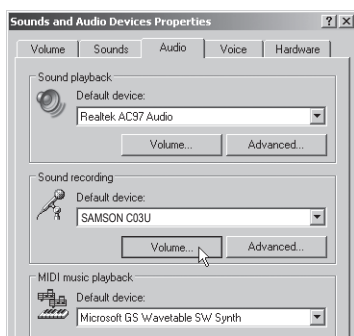 Sounds and Audio Devices Properties
Volume Sounds Audio Voice Hardware
Sound playback
Default device:
Realtek AC97 Audio
Volume... Advanced...
Sound recording
Default device:
SAMSON C03U
Volume... Advanced...
MIDI music playback
Default device:
Microsoft GS Wavetable SW Synth